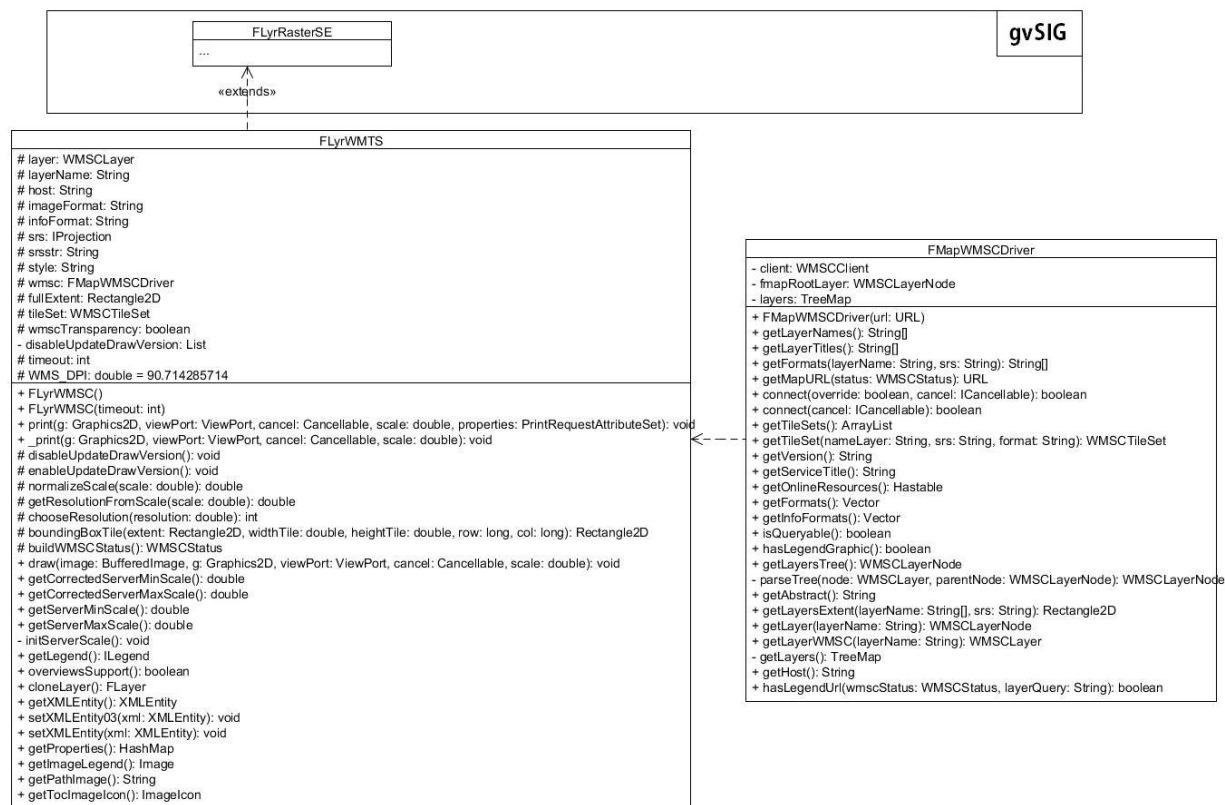 FLyrRasterSE
...
gvSIG
«extends»
FLyrWMTS
# layer: WMSCLayer
# layerName: String
# host: String
# imageFormat: String
# infoFormat: String
# srs: IProjection
# srsstr: String
# style: String
# wmsc: FMapWMSCDriver
# fullExtent: Rectangle2D
# tileSet: WMSCTileSet
# wmscTransparency: boolean
- disableUpdateDrawVersion: List
# timeout: int
# WMS_DPI: double = 90.714285714
+ FLyrWMSC()
+ FLyrWMSC(timeout: int)
+ print(g: Graphics2D, viewPort: ViewPort, cancel: Cancellable, scale: double, properties: PrintRequestAttributeSet): void
+ _print(g: Graphics2D, viewPort: ViewPort, cancel: Cancellable, scale: double): void
# disableUpdateDrawVersion(): void
# enableUpdateDrawVersion(): void
# normalizeScale(scale: double): double
# getResolutionFromScale(scale: double): double
# chooseResolution(resolution: double): int
# boundingBoxTile(extent: Rectangle2D, widthTile: double, heightTile: double, row: long, col: long): Rectangle2D
# buildWMSCStatus(): WMSCStatus
+ draw(image: BufferedImage, g: Graphics2D, viewPort: ViewPort, cancel: Cancellable, scale: double): void
+ getCorrectedServerMinScale(): double
+ getCorrectedServerMaxScale(): double
+ getServerMinScale(): double
+ getServerMaxScale(): double
- initServerScale(): void
+ getLegend(): ILegend
+ overviewsSupport(): boolean
+ cloneLayer(): FLayer
+ getXMLEntity(): XMLEntity
+ setXMLEntity03(xml: XMLEntity): void
+ setXMLEntity(xml: XMLEntity): void
+ getProperties(): HashMap
+ getImageLegend(): Image
+ getPathImage(): String
+ getTocImageIcon(): ImageIcon
FMapWMSCDriver
- client: WMSCClient
- fmapRootLayer: WMSCLayerNode
- layers: TreeMap
+ FMapWMSCDriver(url: URL)
+ getLayerNames(): String[]
+ getLayerTitles(): String[]
+ getFormats(layerName: String, srs: String): String[]
+ getMapURL(status: WMSCStatus): URL
+ connect(override: boolean, cancel: ICancellable): boolean
+ connect(cancel: ICancellable): boolean
+ getTileSets(): ArrayList
+ getTileSet(nameLayer: String, srs: String, format: String): WMSCTileSet
+ getVersion(): String
+ getServiceTitle(): String
+ getOnlineResources(): Hastable
+ getFormats(): Vector
+ getInfoFormats(): Vector
+ isQueryable(): boolean
+ hasLegendGraphic(): boolean
+ getLayersTree(): WMSCLayerNode
- parseTree(node: WMSCLayer, parentNode: WMSCLayerNode): WMSCLayerNode
+ getAbstract(): String
+ getLayersExtent(layerName: String[], srs: String): Rectangle2D
+ getLayer(layerName: String): WMSCLayerNode
+ getLayerWMSC(layerName: String): WMSCLayer
- getLayers(): TreeMap
+ getHost(): String
+ hasLegendUrl(wmscStatus: WMSCStatus, layerQuery: String): boolean